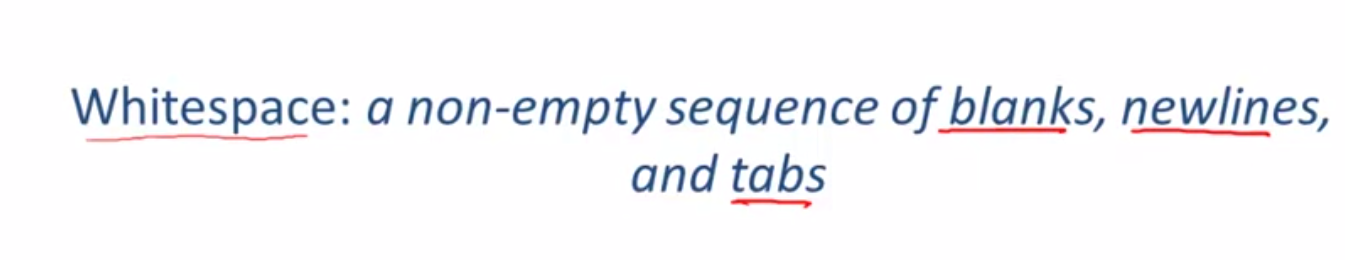 Whitespace: a non-empty sequence of blanks, newlines,
and tabs